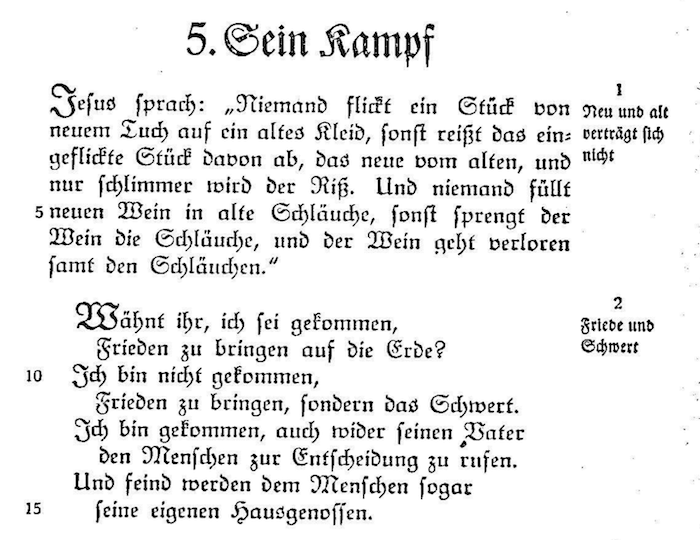 5. Sein Kampf
1
Neu und alt
verträgt sich
nicht
Jesus sprach: „Niemand flickt ein Stück von
neuem Tuch auf ein altes Kleid, sonst reißt das ein=
geflickte Stück davon ab, das neue vom alten, und
nur schlimmer wird der Riß. Und niemand füllt
5 neuen Wein in alte Schläuche, sonst sprengt der
Wein die Schläuche, und der Wein geht verloren
samt den Schläuchen.“
2
Friede und
Schwert
Wähnt ihr, ich sei gekommen,
Frieden zu bringen auf die Erde?
10 Ich bin nicht gekommen,
Frieden zu bringen, sondern das Schwert.
Ich bin gekommen, auch wider seinen Vater
den Menschen zur Entscheidung zu rufen.
Und feind werden dem Menschen sogar
15 seine eigenen Hausgenossen.